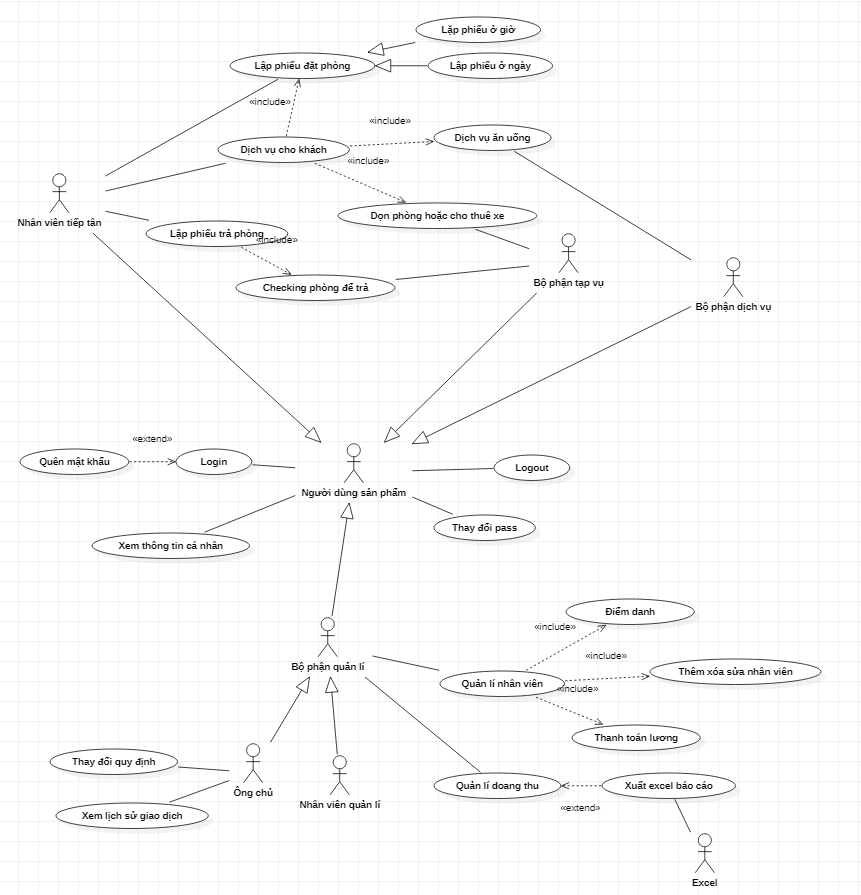 Lập phiếu ở giờ
Lập phiếu đặt phòng
Lập phiếu ở ngày
«include»
«include»
Dịch vụ ăn uống
Dịch vụ cho khách
«include»
Dọn phòng hoặc cho thuê xe
Nhân viên tiếp tân
Lập phiếu trả phòng
«include»
Checking phòng để trả
Bộ phận tạp vụ
Bộ phận dịch vụ
«extend»
Quên mật khẩu
Login
Logout
Người dùng sản phẩm
Thay đổi pass
Xem thông tin cá nhân
Điểm danh
«include»
«include»
Bộ phận quản lí
Thêm xóa sửa nhân viên
Quản lí nhân viên
«include»
Thanh toán lương
Thay đổi quy định
Ông chủ
Nhân viên quản lí
Quản lí doang thu
Xuất excel báo cáo
«extend»
Xem lịch sử giao dịch
Excel